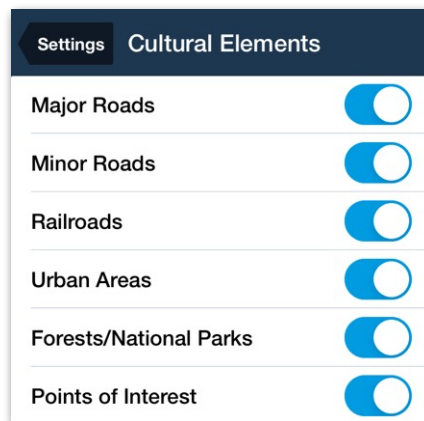 Settings Cultural Elements
Major Roads
Minor Roads
Railroads
Urban Areas
Forests/National Parks
Points of Interest